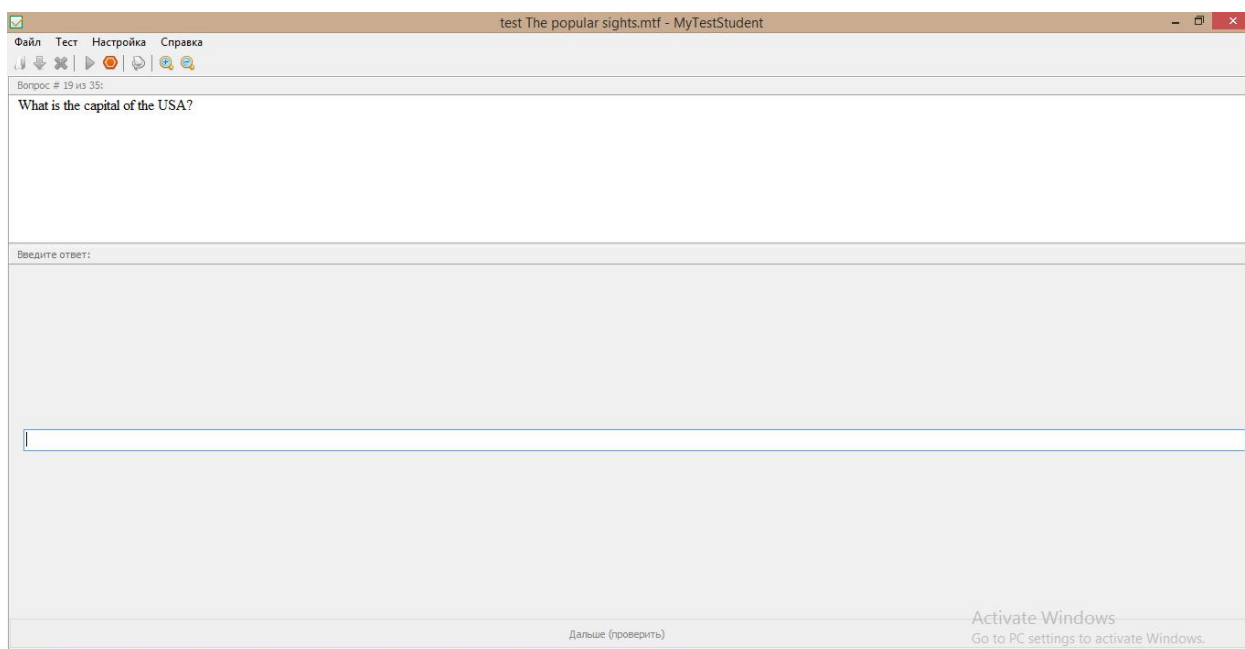 test The popular sights.mtf - MyTestStudent
Файл Тест Настройка Справка
Вопрос # 19 из 35:
What is the capital of the USA?
Введите ответ:
Activate Windows
Дальше (проверить)
Go to PC settings to activate Windows.